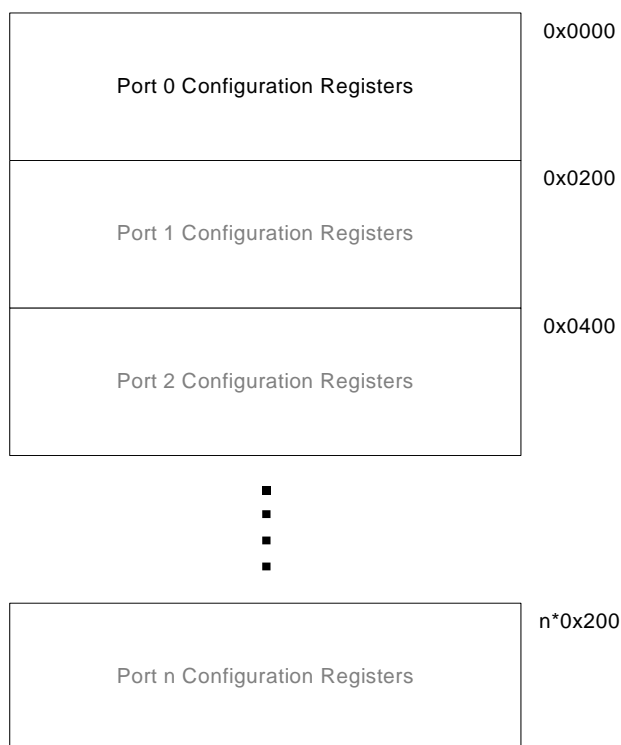 0x0000
Port 0 Configuration Registers
0x0200
Port 1 Configuration Registers
0x0400
Port 2 Configuration Registers
n*0x200
Port n Configuration Registers